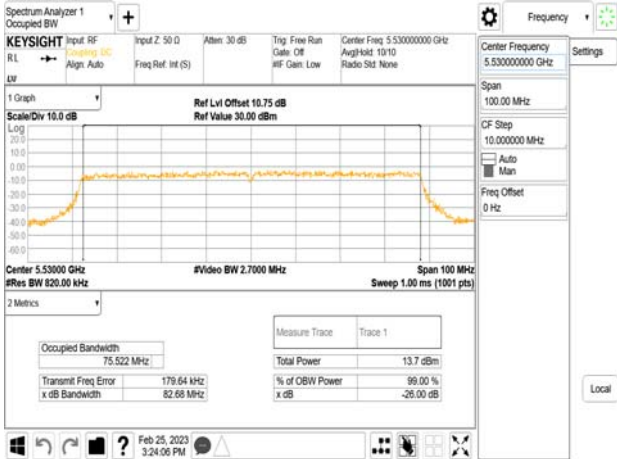 Spectrum Analyzer 1
Occupied BW
Frequency
KEYSIGHT
Input: RF
Input Z: 50 Ω
Atten: 30 dB
Trig: Free Run
Center Freq: 5.530000000 GHz
RL
Coupling: DC
Gate: Off
Avg|Hold: 10/10
Align: Auto
Freq Ref: Int (S)
#IF Gain: Low
Radio Std: None
Center Frequency
5.530000000 GHz
Settings
Span
100.00 MHz
CF Step
10.000000 MHz
Auto
Man
Freq Offset
0 Hz
Local
1 Graph
Ref Lvl Offset 10.75 dB
Scale/Div 10.0 dB
Ref Value 30.00 dBm
Log
20.0
10.0
0.00
-10.0
-20.0
-30.0
-40.0
-50.0
-60.0
Center 5.53000 GHz
#Video BW 2.7000 MHz
Span 100 MHz
#Res BW 820.00 kHz
Sweep 1.00 ms (1001 pts)
2 Metrics
Measure Trace
Trace 1
Occupied Bandwidth
75.522 MHz
Total Power
13.7 dBm
Transmit Freq Error
179.64 kHz
% of OBW Power
99.00 %
x dB Bandwidth
82.68 MHz
x dB
-26.00 dB
Feb 25, 2023
3:24:06 PM